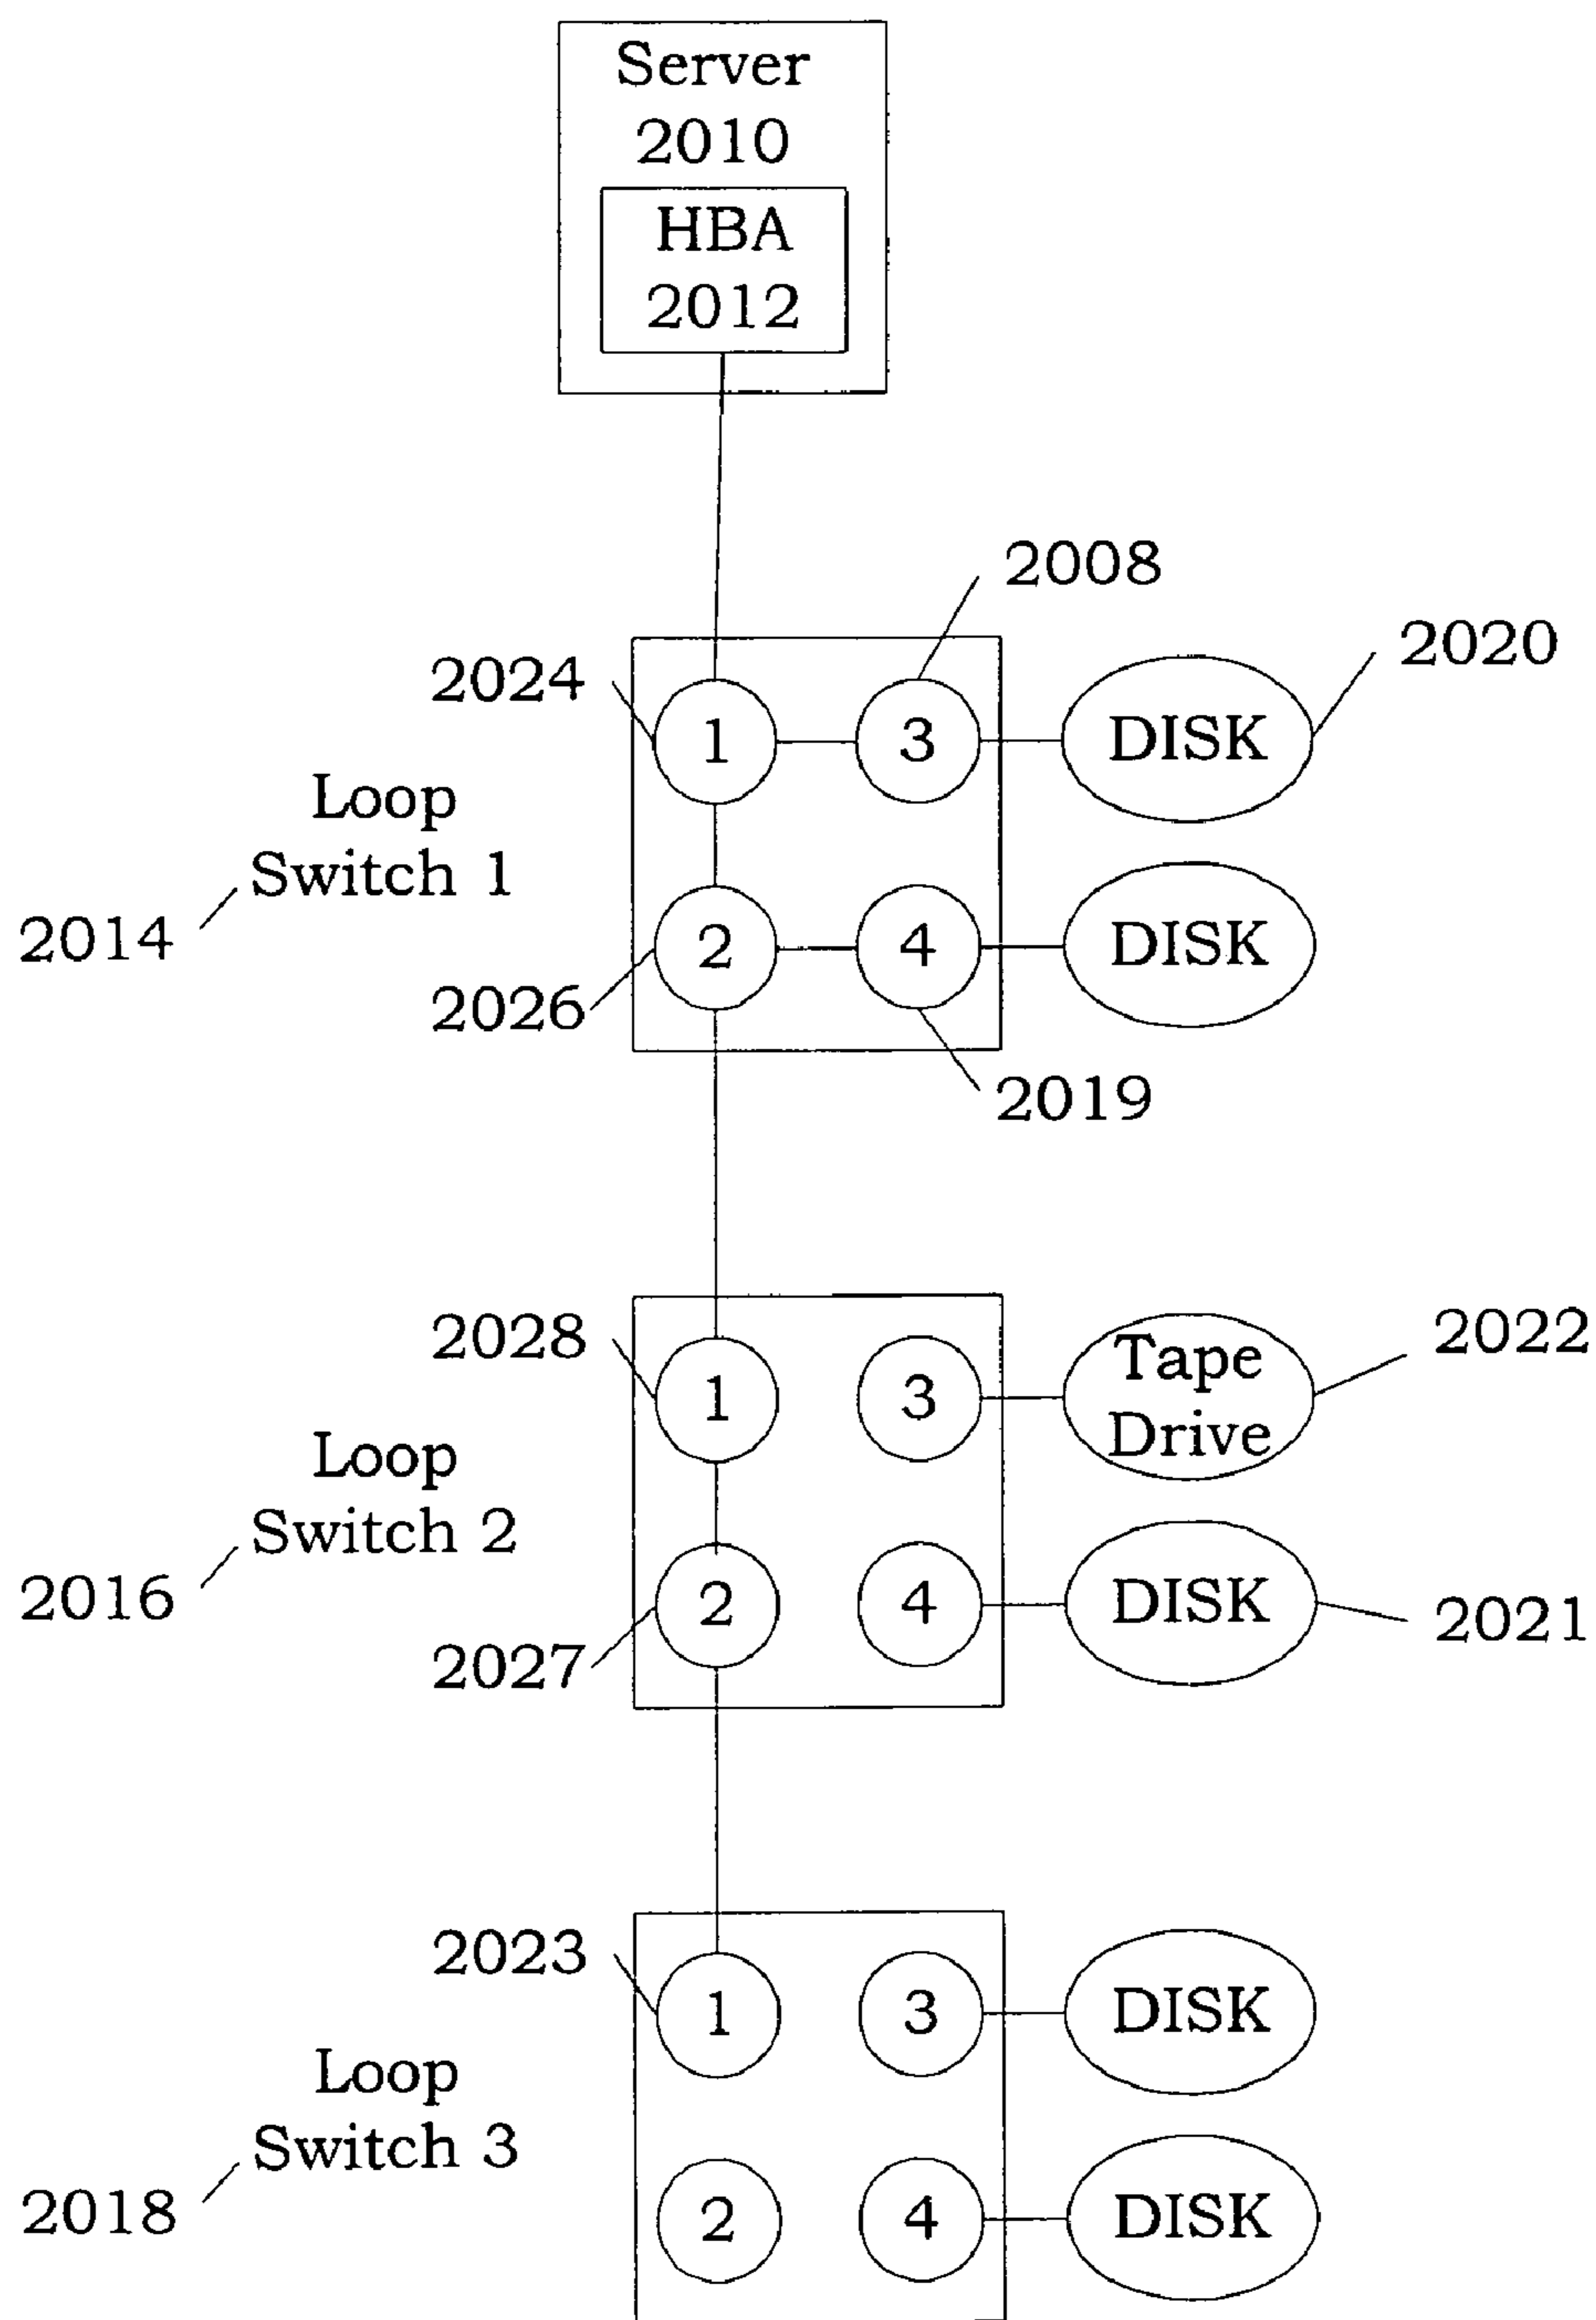 Server
2010
HBA
2012
2008
2020
2024
1
3
DISK
Loop
Switch 1
2014
2
4
DISK
2026
2019
2028
1
3
Tape
Drive
2022
Loop
Switch 2
2016
2
4
DISK
2021
2027
2023
1
3
DISK
Loop
Switch 3
2018
2
4
DISK